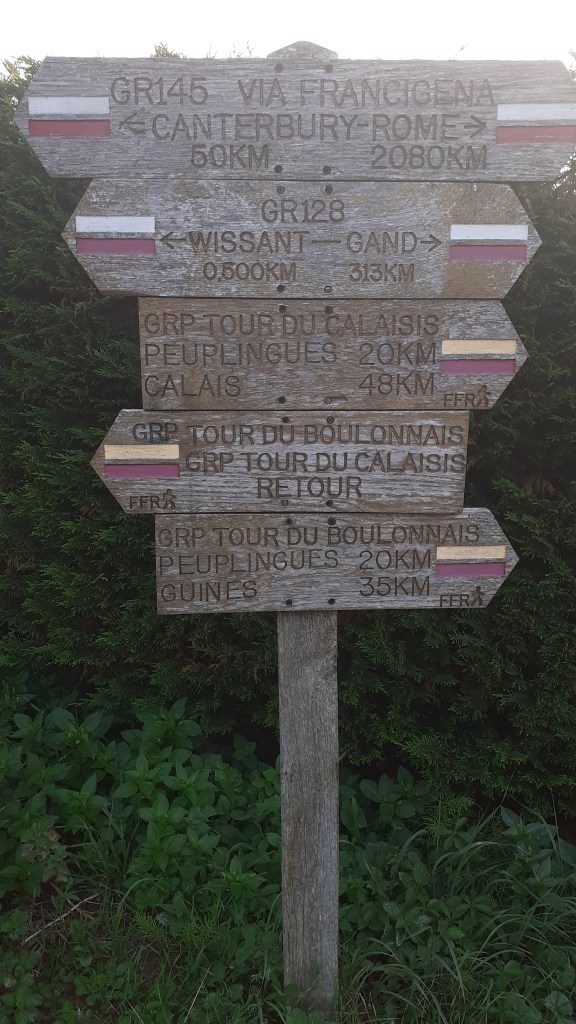 GR145 VIA FRANCIGENA
← CANTERBURY-ROME →
50KM 2080KM
GR128
← WISSANT — GAND →
0.500KM 313KM
GRP TOUR DU CALAISIS
PEUPLINGUES 20KM
CALAIS 48KM
FFR
GRP TOUR DU BOULONNAIS
GRP TOUR DU CALAISIS
RETOUR
FFR
GRP TOUR DU BOULONNAIS
PEUPLINGUES 20KM
GUINES 35KM
FFR